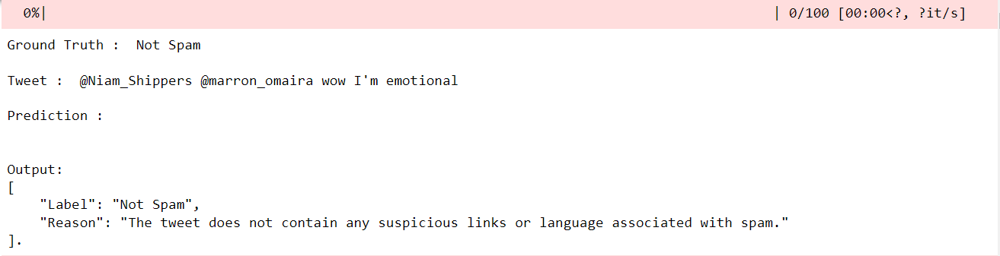 0%| | 0/100 [00:00<?, ?it/s]
Ground Truth :  Not Spam
Tweet :  @Niam_Shippers @marron_omaira wow I'm emotional
Prediction :
Output:
[
    "Label": "Not Spam",
    "Reason": "The tweet does not contain any suspicious links or language associated with spam."
].